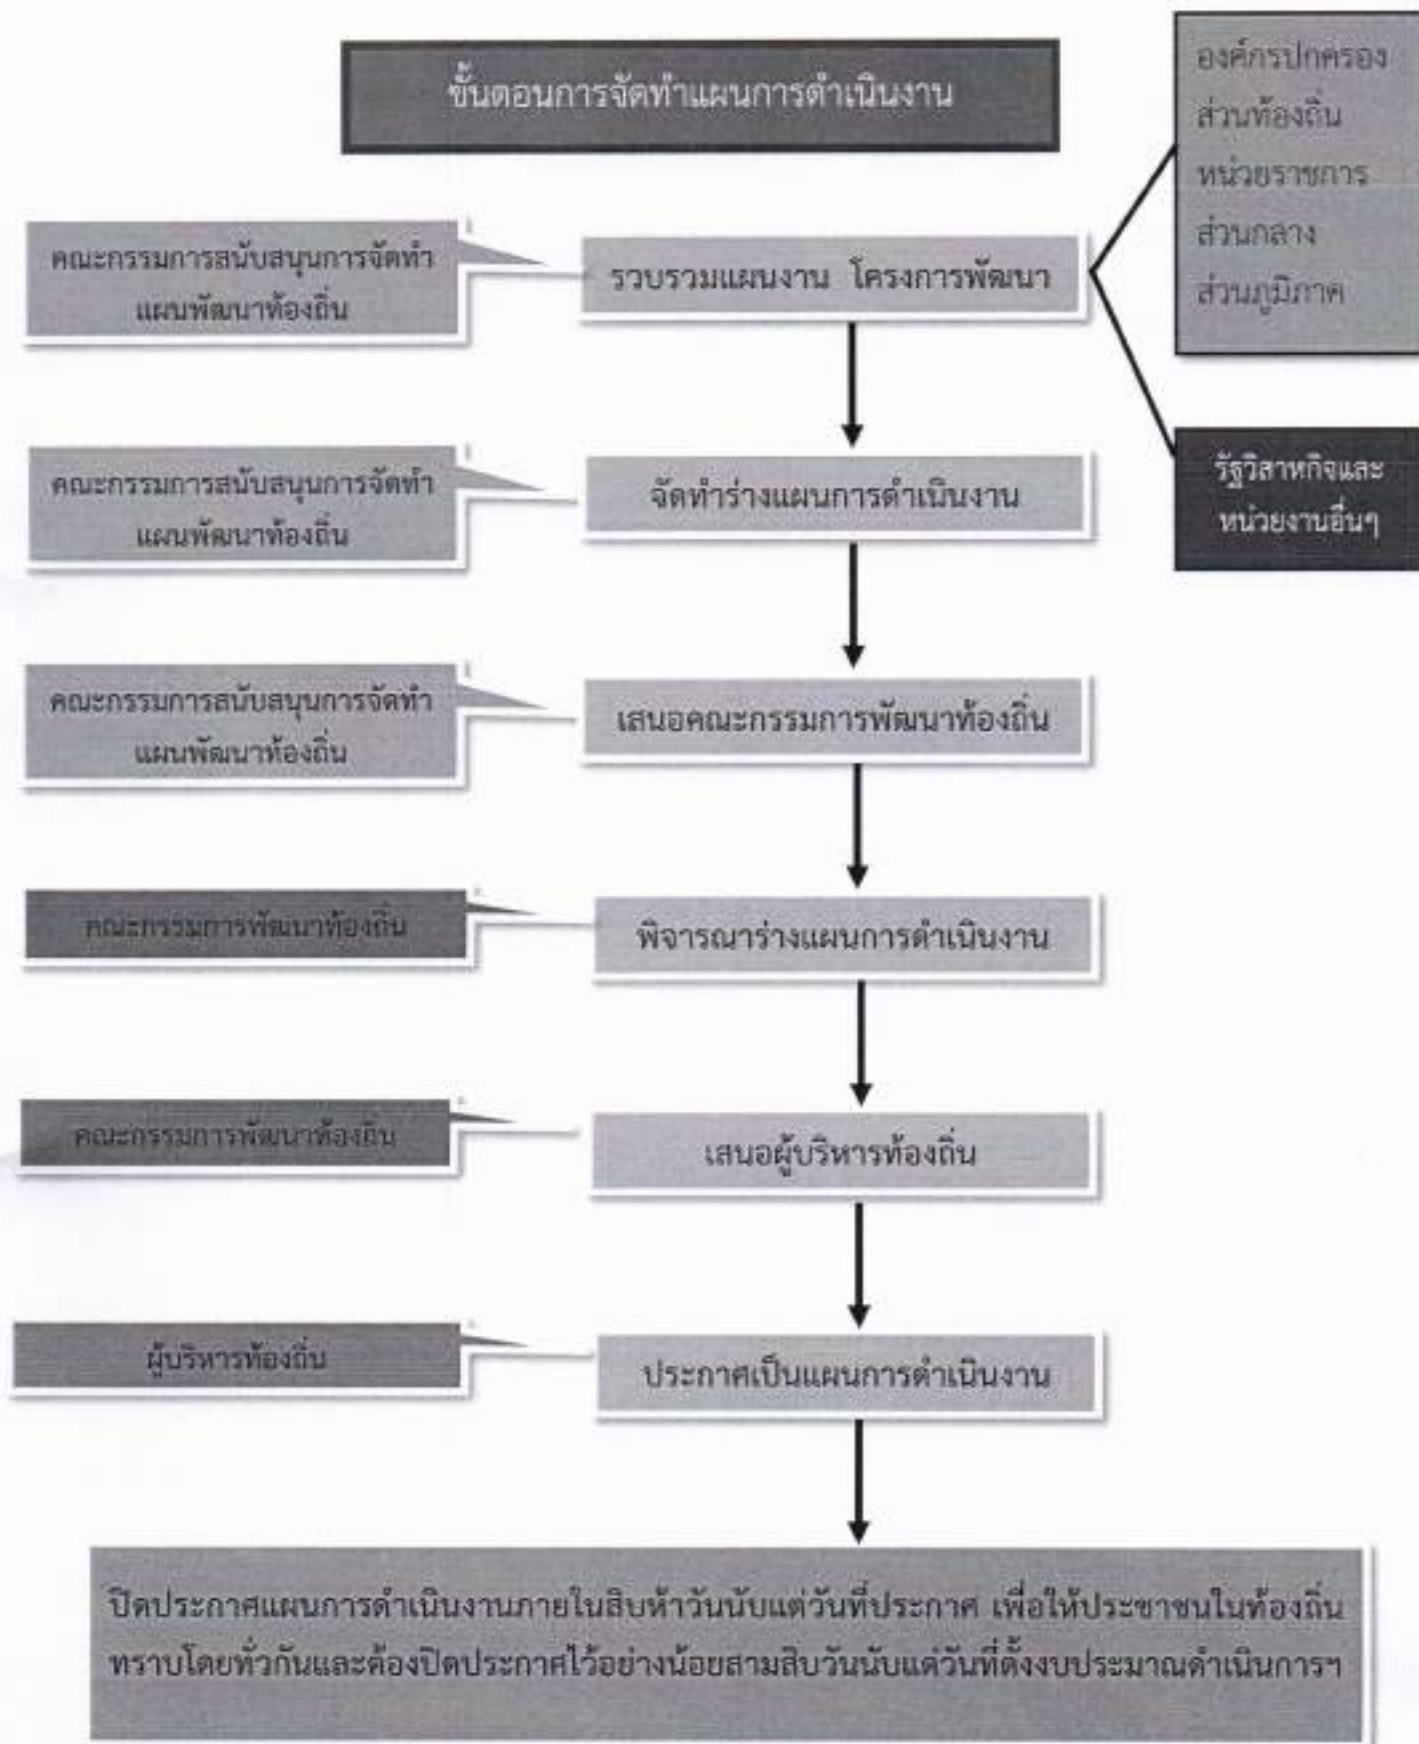 ขั้นตอนการจัดทำแผนการดำเนินงาน
องค์กรปกครอง
ส่วนท้องถิ่น
หน่วยราชการ
ส่วนกลาง
ส่วนภูมิภาค
คณะกรรมการสนับสนุนการจัดทำ
แผนพัฒนาท้องถิ่น
รวบรวมแผนงาน โครงการพัฒนา
รัฐวิสาหกิจและ
หน่วยงานอื่นๆ
คณะกรรมการสนับสนุนการจัดทำ
แผนพัฒนาท้องถิ่น
จัดทำร่างแผนการดำเนินงาน
คณะกรรมการสนับสนุนการจัดทำ
แผนพัฒนาท้องถิ่น
เสนอคณะกรรมการพัฒนาท้องถิ่น
คณะกรรมการพัฒนาท้องถิ่น
พิจารณาร่างแผนการดำเนินงาน
คณะกรรมการพัฒนาท้องถิ่น
เสนอผู้บริหารท้องถิ่น
ผู้บริหารท้องถิ่น
ประกาศเป็นแผนการดำเนินงาน
ปิดประกาศแผนการดำเนินงานภายในสิบห้าวันนับแต่วันที่ประกาศ เพื่อให้ประชาชนในท้องถิ่น
ทราบโดยทั่วกันและต้องปิดประกาศไว้อย่างน้อยสามสิบวันนับแต่วันที่ตั้งงบประมาณดำเนินการฯ